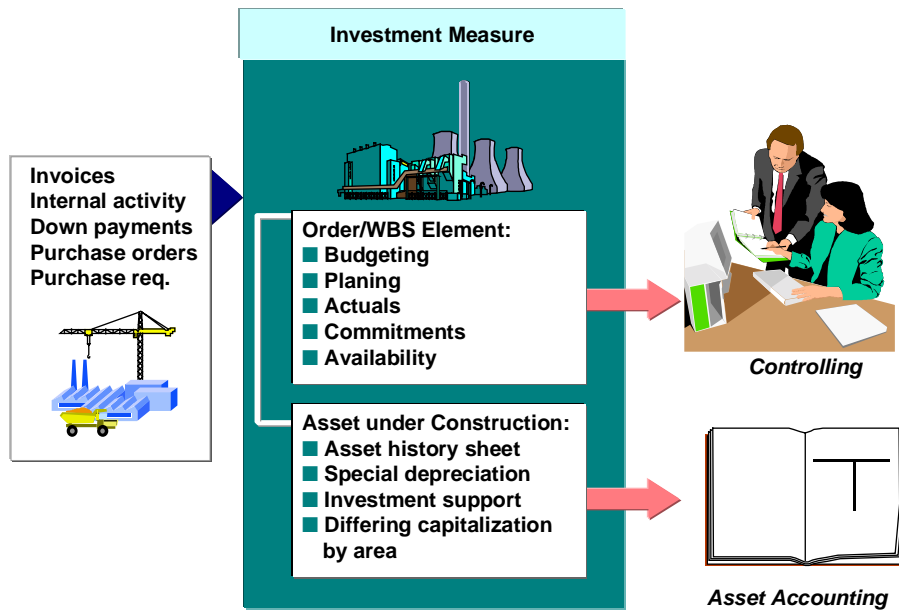 Investment Measure
Invoices
Internal activity
Down payments
Purchase orders
Purchase req.
Order/WBS Element:
Budgeting
Planing
Actuals
Commitments
Availability
Controlling
Asset under Construction:
Asset history sheet
Special depreciation
Investment support
Differing capitalization
by area
Asset Accounting